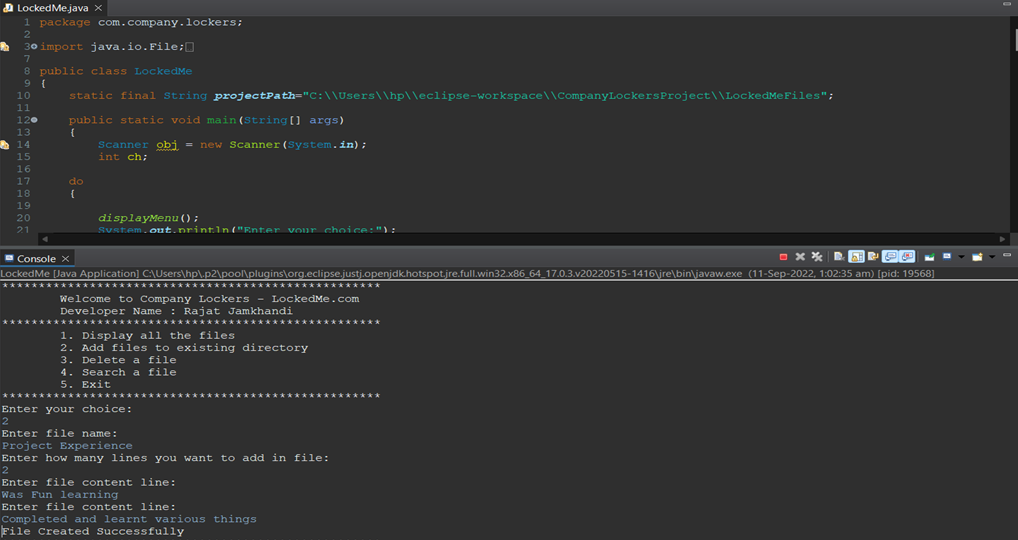 LockedMe.java
1 package com.company.lockers;
2
3 import java.io.File;
7
8 public class LockedMe
9 {
10 static final String projectPath="C:\\Users\\hp\\eclipse-workspace\\CompanyLockersProject\\LockedMeFiles";
11
12 public static void main(String[] args)
13 {
14 Scanner obj = new Scanner(System.in);
15 int ch;
16
17 do
18 {
19
20 displayMenu();
21 System.out.println("Enter your choice:");
Console
LockedMe [Java Application] C:\Users\hp\.p2\pool\plugins\org.eclipse.justj.openjdk.hotspot.jre.full.win32.x86_64_17.0.3.v20220515-1416\jre\bin\javaw.exe (11-Sep-2022, 1:02:35 am) [pid: 19568]
****************************************************
Welcome to Company Lockers - LockedMe.com
Developer Name : Rajat Jamkhandi
****************************************************
1. Display all the files
2. Add files to existing directory
3. Delete a file
4. Search a file
5. Exit
****************************************************
Enter your choice:
2
Enter file name:
Project Experience
Enter how many lines you want to add in file:
2
Enter file content line:
Was Fun learning
Enter file content line:
Completed and learnt various things
File Created Successfully